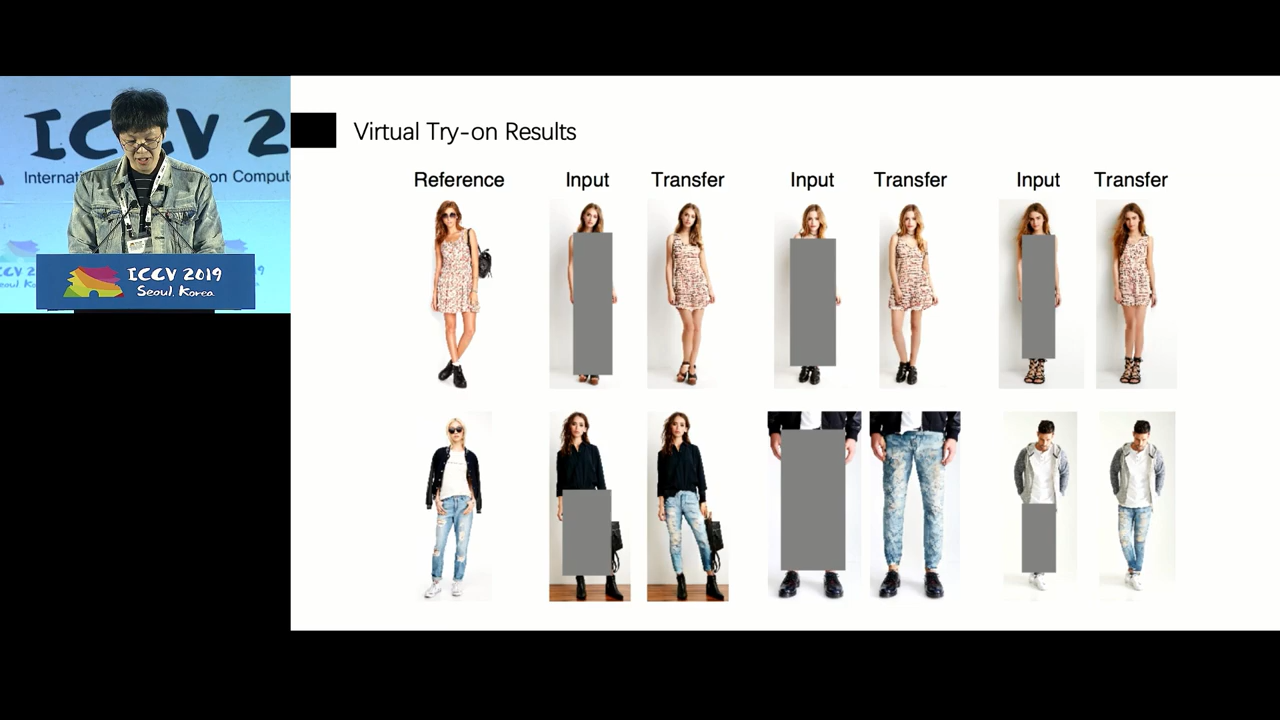 ICCV 2
Internati
on Comput
ICCV 2019
Seoul, Korea
Virtual Try-on Results
Reference
Input
Transfer
Input
Transfer
Input
Transfer